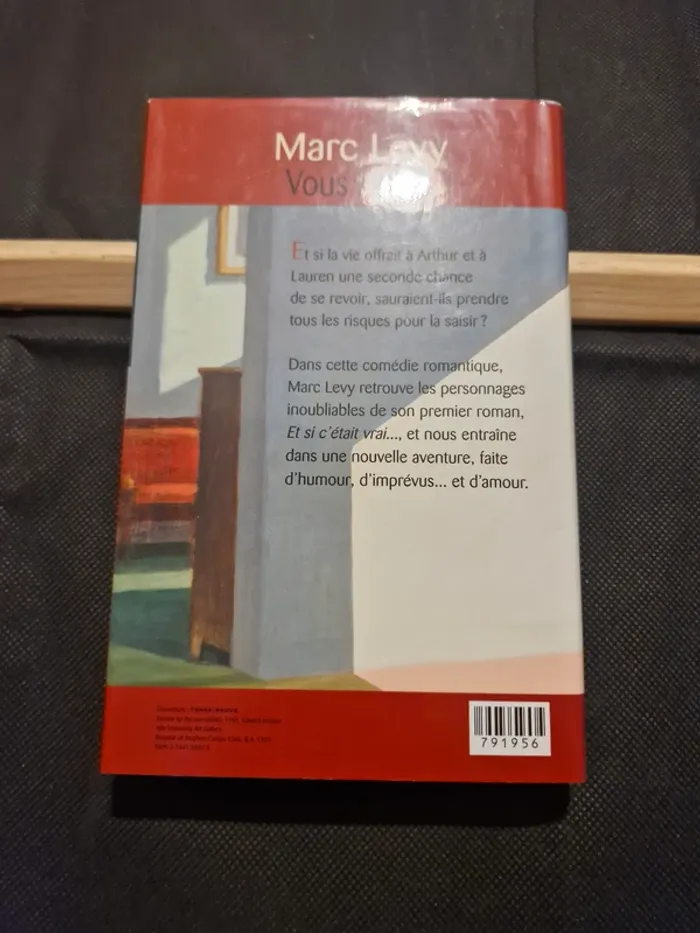 Marc Levy
Vous
Et si la vie offrait à Arthur et à
Lauren une seconde chance
de se revoir, sauraient-ils prendre
tous les risques pour la saisir ?
Dans cette comédie romantique,
Marc Levy retrouve les personnages
inoubliables de son premier roman,
Et si c'était vrai..., et nous entraîne
dans une nouvelle aventure, faite
d'humour, d'imprévus... et d'amour.
791956